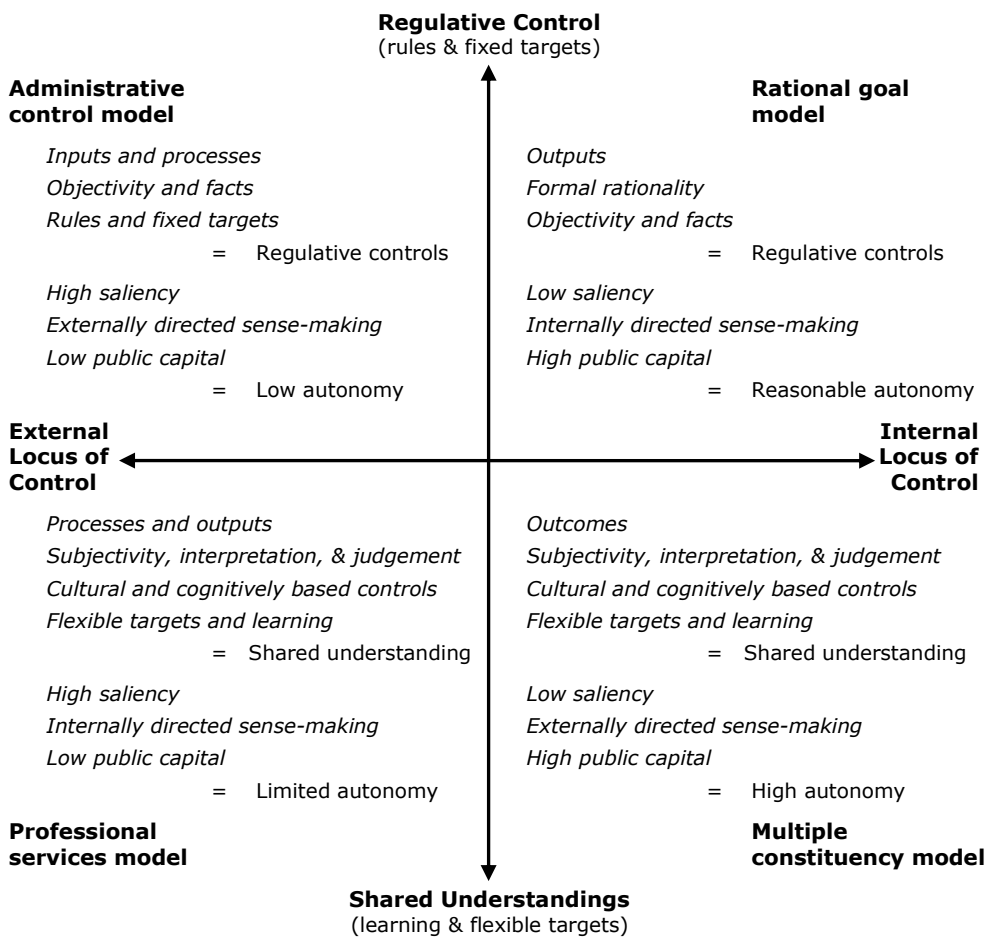 Regulative Control
(rules & fixed targets)
Administrative
control model
Inputs and processes
Objectivity and facts
Rules and fixed targets
= Regulative controls
High saliency
Externally directed sense-making
Low public capital
= Low autonomy
Rational goal
model
Outputs
Formal rationality
Objectivity and facts
= Regulative controls
Low saliency
Internally directed sense-making
High public capital
= Reasonable autonomy
External
Locus of
Control
Internal
Locus of
Control
Processes and outputs
Subjectivity, interpretation, & judgement
Cultural and cognitively based controls
Flexible targets and learning
= Shared understanding
High saliency
Internally directed sense-making
Low public capital
= Limited autonomy
Professional
services model
Outcomes
Subjectivity, interpretation, & judgement
Cultural and cognitively based controls
Flexible targets and learning
= Shared understanding
Low saliency
Externally directed sense-making
High public capital
= High autonomy
Multiple
constituency model
Shared Understandings
(learning & flexible targets)